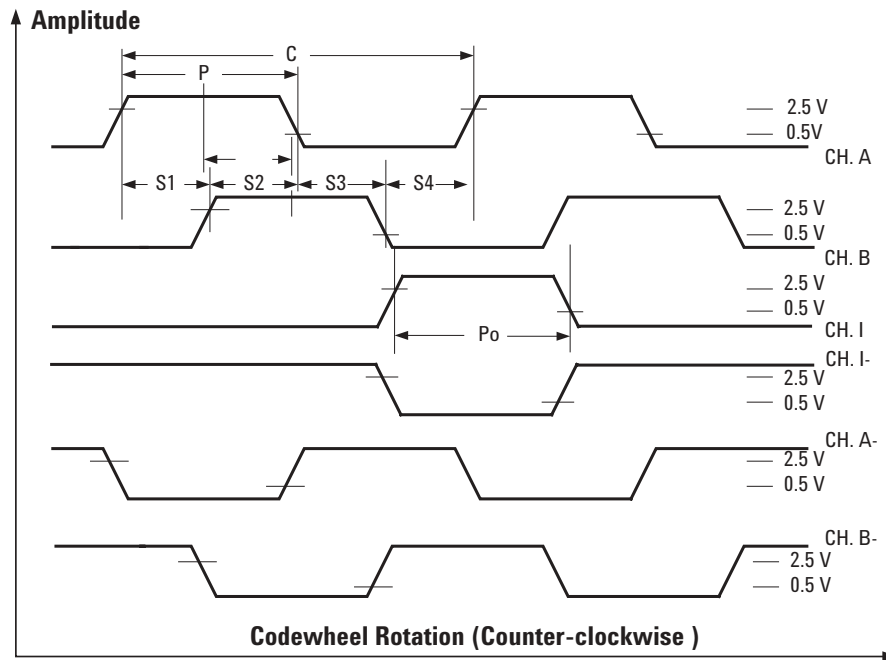 Amplitude
C
P
2.5 V
0.5V
CH. A
S1 S2 S3 S4
2.5 V
0.5 V
CH. B
2.5 V
0.5 V
CH. I
Po
CH. I-
2.5 V
0.5 V
CH. A-
2.5 V
0.5 V
CH. B-
2.5 V
0.5 V
Codewheel Rotation (Counter-clockwise )